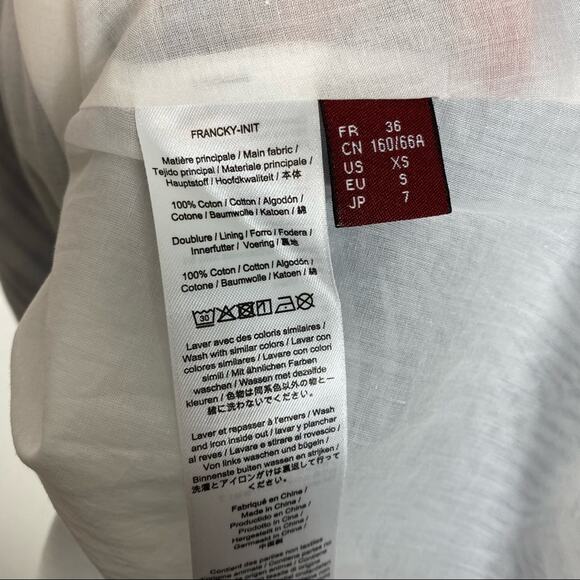 FRANCKY-INIT
Matière principale / Main fabric /
Tejido principal / Materiale principale /
Hauptstoff / Hoofdkwaliteit / 本体
100% Coton / Cotton / Algodón /
Cotone / Baumwolle / Katoen / 綿
Doublure / Lining / Forro / Fodera /
Innerfutter / Voering / 裏地
100% Coton / Cotton / Algodón /
Cotone / Baumwolle / Katoen / 綿
30
Laver avec des coloris similaires /
Wash with similar colors / Lavar con
colores similares / Lavare con colori
simili / Mit ähnlichen Farben
waschen / Wassen met dezelfde
kleuren / 色物は同系色以外の物と一
緒に洗わないでください。
Laver et repasser à l'envers / Wash
and iron inside out / lavar y planchar
al reves / Lavare e stirare al rovescio /
Von links waschen und bügeln /
Binnenste buiten wassen en strijken /
洗濯とアイロンがけは裏返して行って
ください。
Fabriqué en Chine /
Made in China /
Producido en China /
Prodotto in China /
Germaakt in China /
中国製
Contient des parties non textiles
FR 36
CN 160/66A
US XS
EU S
JP 7